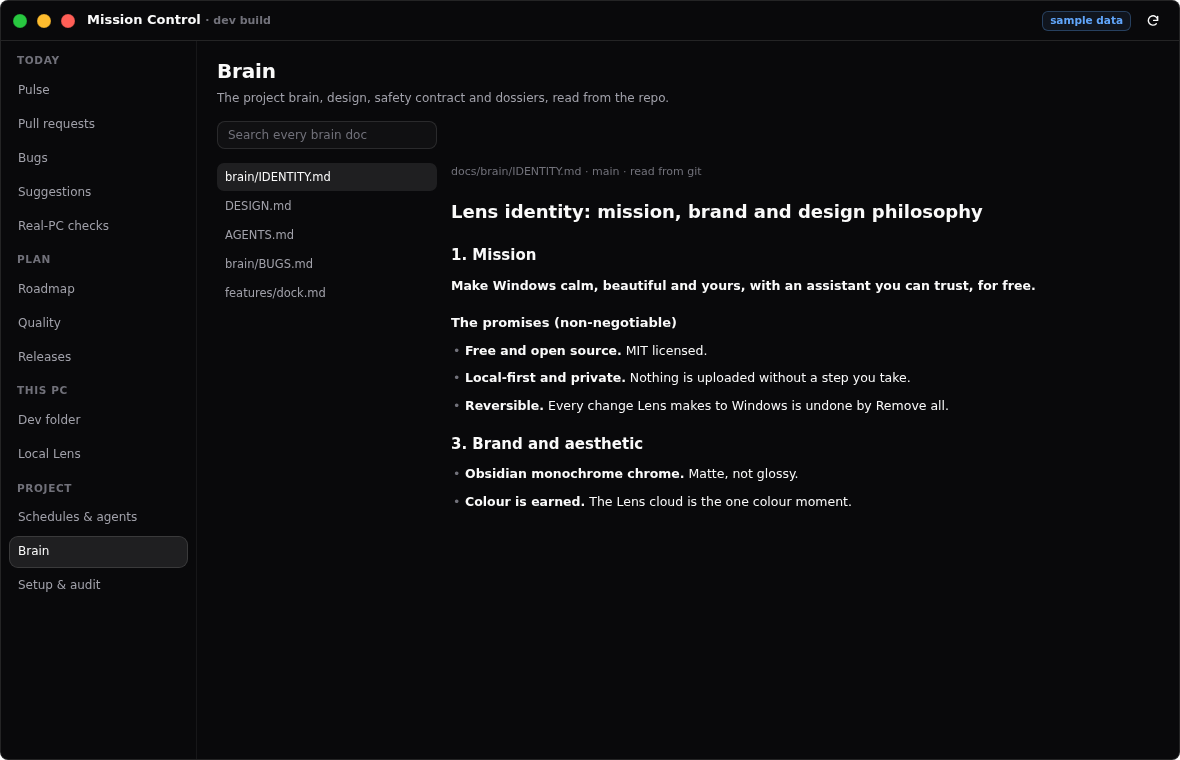 Mission Control · dev build
sample data
TODAY
Pulse
Pull requests
Bugs
Suggestions
Real-PC checks
PLAN
Roadmap
Quality
Releases
THIS PC
Dev folder
Local Lens
PROJECT
Schedules & agents
Brain
Setup & audit
Brain
The project brain, design, safety contract and dossiers, read from the repo.
Search every brain doc
brain/IDENTITY.md
DESIGN.md
AGENTS.md
brain/BUGS.md
features/dock.md
docs/brain/IDENTITY.md · main · read from git
Lens identity: mission, brand and design philosophy
1. Mission
Make Windows calm, beautiful and yours, with an assistant you can trust, for free.
The promises (non-negotiable)
• Free and open source. MIT licensed.
• Local-first and private. Nothing is uploaded without a step you take.
• Reversible. Every change Lens makes to Windows is undone by Remove all.
3. Brand and aesthetic
• Obsidian monochrome chrome. Matte, not glossy.
• Colour is earned. The Lens cloud is the one colour moment.